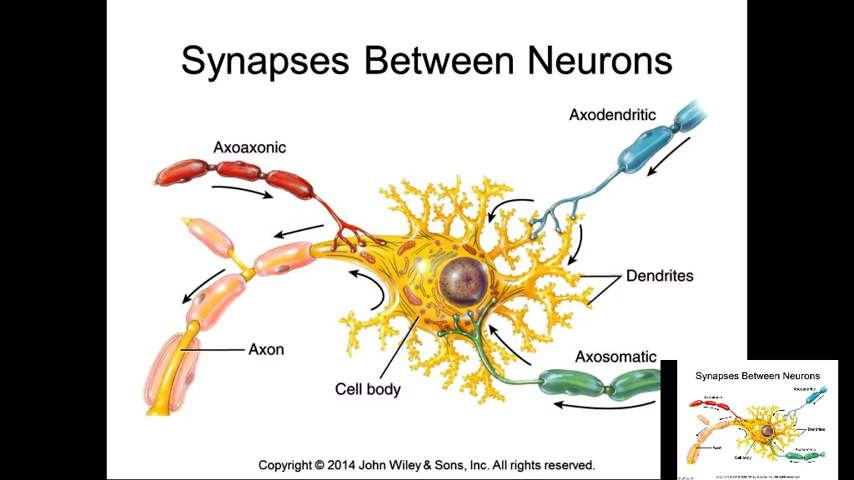 Synapses Between Neurons
Axodendritic
Axoaxonic
Dendrites
Axon
Axosomatic
Cell body
Copyright © 2014 John Wiley & Sons, Inc. All rights reserved.
Synapses Between Neurons
Dendrites